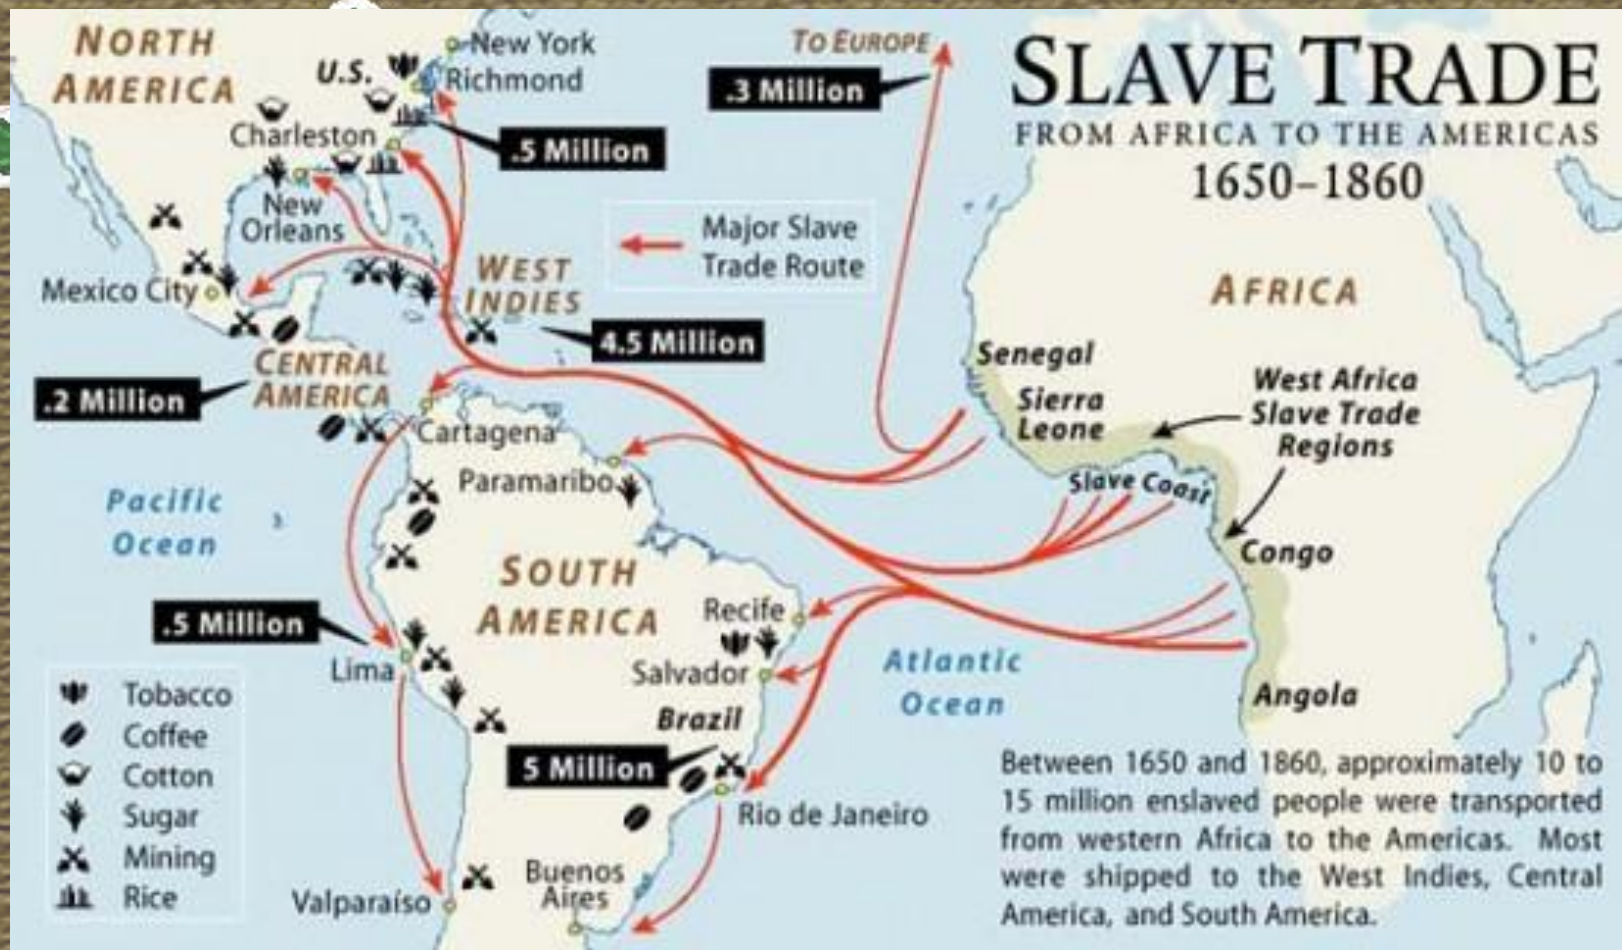 SLAVE TRADE
FROM AFRICA TO THE AMERICAS
1650–1860
NORTH
AMERICA
U.S.
New York
Richmond
Charleston
.5 Million
New
Orleans
Mexico City
TO EUROPE
.3 Million
Major Slave
Trade Route
WEST
INDIES
4.5 Million
CENTRAL
AMERICA
.2 Million
Cartagena
Paramaribo
Pacific
Ocean
SOUTH
AMERICA
.5 Million
Lima
Recife
Salvador
Brazil
5 Million
Rio de Janeiro
Buenos
Aires
Valparaíso
Atlantic
Ocean
AFRICA
Senegal
Sierra
Leone
West Africa
Slave Trade
Regions
Slave Coast
Congo
Angola
Tobacco
Coffee
Cotton
Sugar
Mining
Rice
Between 1650 and 1860, approximately 10 to
15 million enslaved people were transported
from western Africa to the Americas. Most
were shipped to the West Indies, Central
America, and South America.